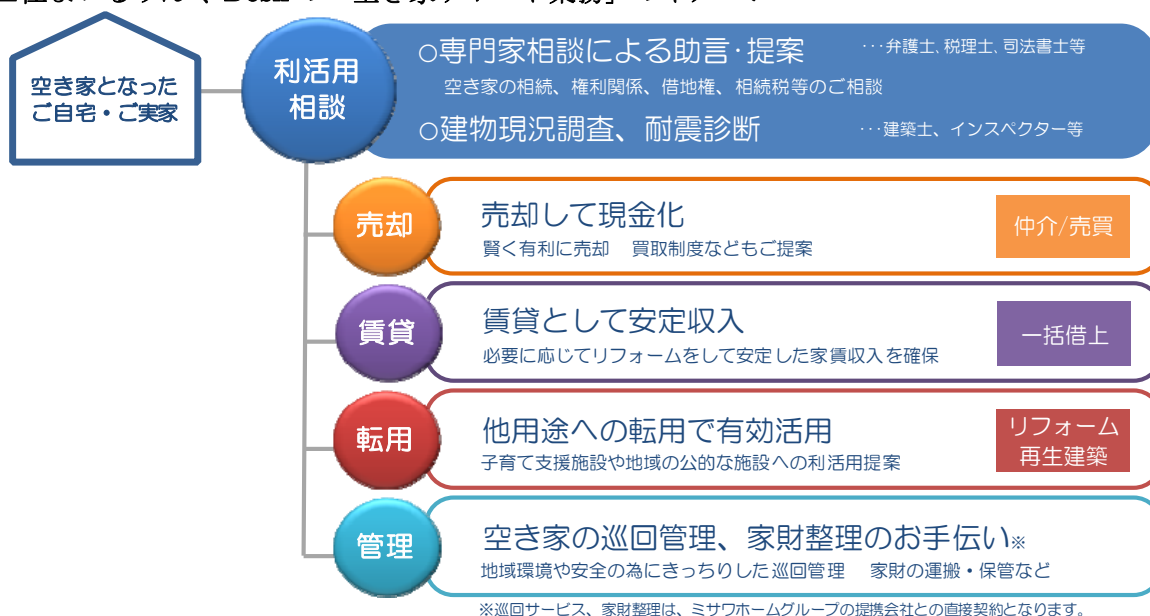 空き家となった
ご自宅・ご実家
利活用
相談
○専門家相談による助言・提案 ･･･弁護士、税理士、司法書士等
空き家の相続、権利関係、借地権、相続税等のご相談
○建物現況調査、耐震診断 ･･･建築士、インスペクター等
売却
売却して現金化
賢く有利に売却 買取制度などもご提案
仲介/売買
賃貸
賃貸として安定収入
必要に応じてリフォームをして安定した家賃収入を確保
一括借上
転用
他用途への転用で有効活用
子育て支援施設や地域の公的な施設への利活用提案
リフォーム
再生建築
管理
空き家の巡回管理、家財整理のお手伝い※
地域環境や安全の為にきっちりした巡回管理 家財の運搬・保管など
※巡回サービス、家財整理は、ミサワホームグループの提携会社との直接契約となります。